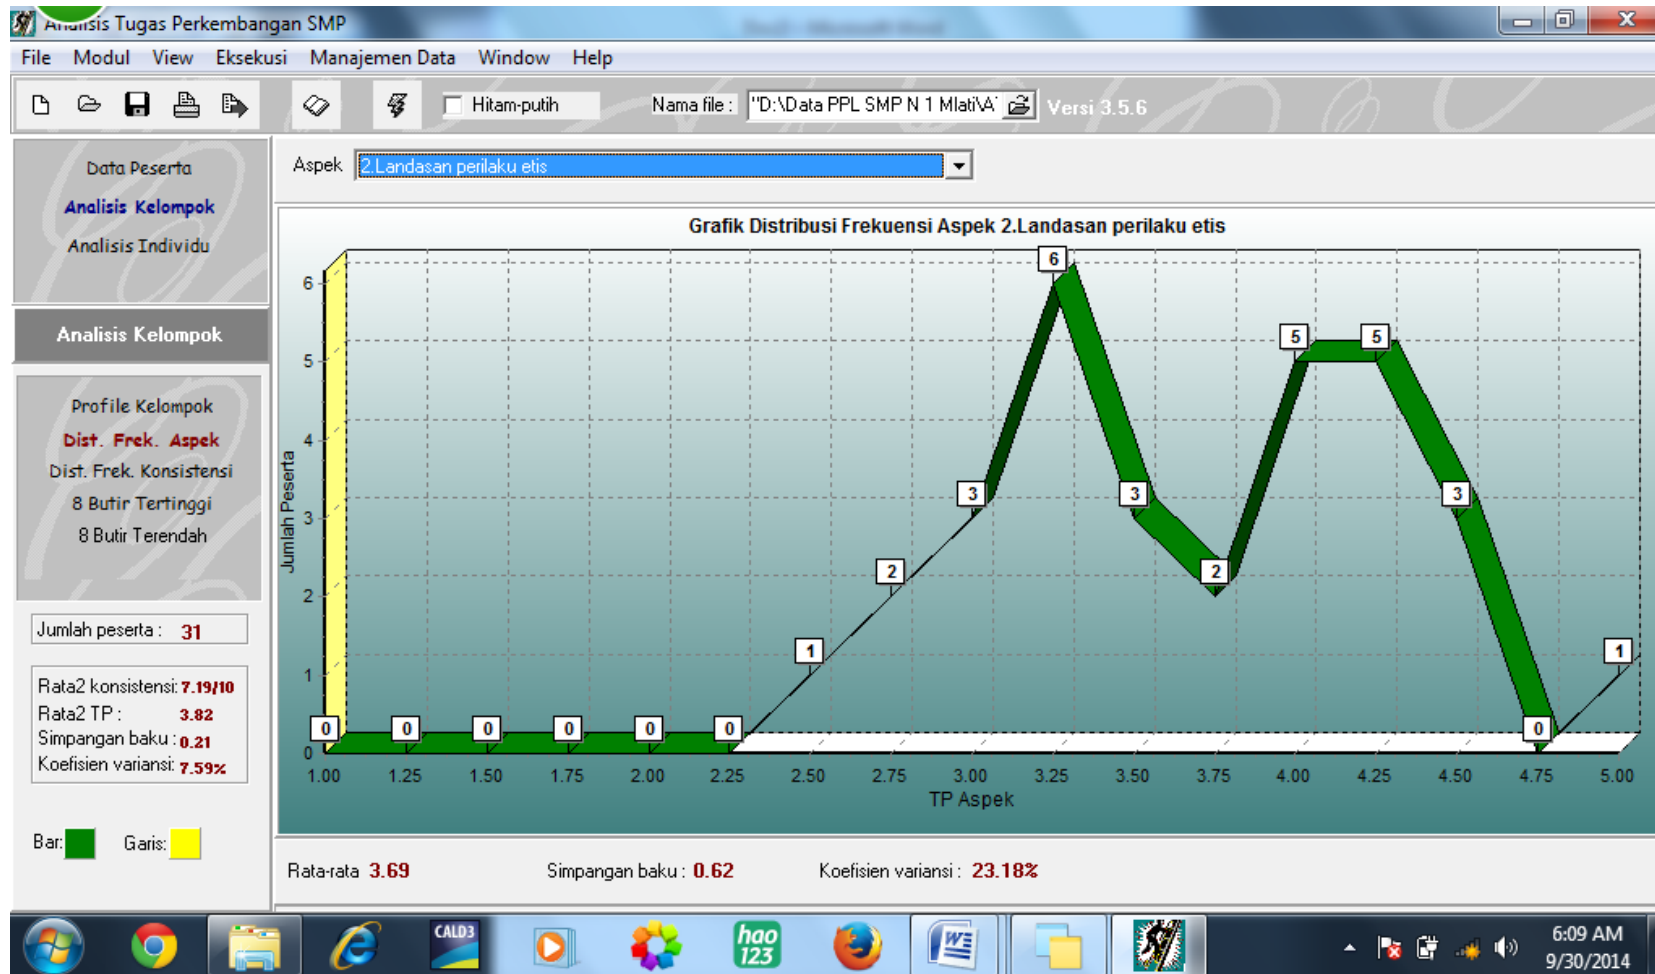 Analisis Tugas Perkembangan SMP
File Modul View Eksekusi Manajemen Data Window Help
Hitam-putih Nama file : "D:\Data PPL SMP N 1 Mlati\A Versi 3.5.6
Data Peserta
Analisis Kelompok
Analisis Individu
Analisis Kelompok
Profile Kelompok
Dist. Frek. Aspek
Dist. Frek. Konsistensi
8 Butir Tertinggi
8 Butir Terendah
Jumlah peserta : 31
Rata2 konsistensi: 7.19/10
Rata2 TP : 3.82
Simpangan baku : 0.21
Koefisien variansi: 7.59%
Bar: Garis:
Aspek 2.Landasan perilaku etis
Grafik Distribusi Frekuensi Aspek 2.Landasan perilaku etis
Jumlah Peserta
6
5
4
3
2
1
0
0 0 0 0 0 0 1 2 3 6 3 2 5 5 3 0 1
1.00 1.25 1.50 1.75 2.00 2.25 2.50 2.75 3.00 3.25 3.50 3.75 4.00 4.25 4.50 4.75 5.00
TP Aspek
Rata-rata 3.69 Simpangan baku : 0.62 Koefisien variansi : 23.18%
CALD3
hao
123
6:09 AM
9/30/2014